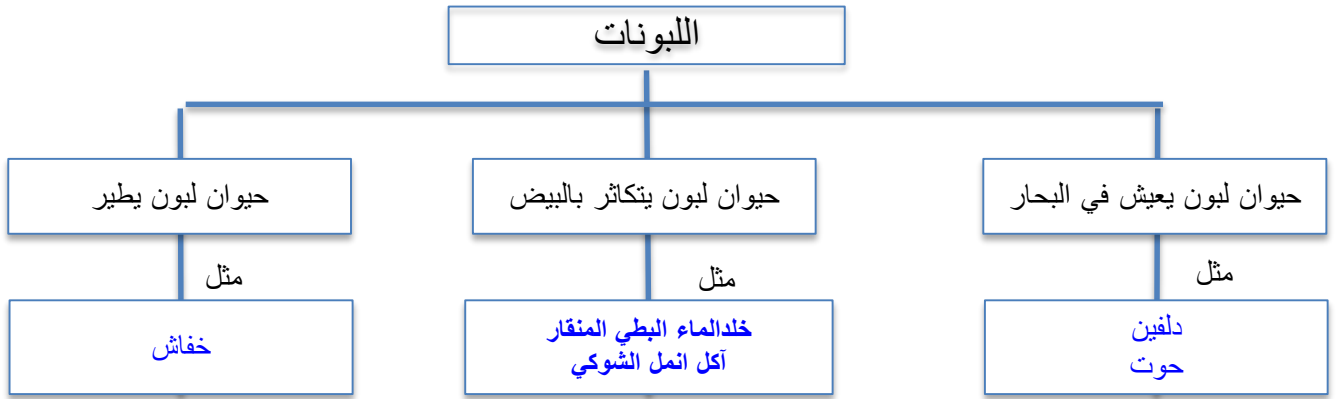 اللبونات
حيوان لبون يعيش في البحار
حيوان لبون يتكاثر بالبيض
حيوان لبون يطير
مثل
مثل
مثل
دلفين
حوت
خلدالماء البطي المنقار
آكل انمل الشوكي
خفاش